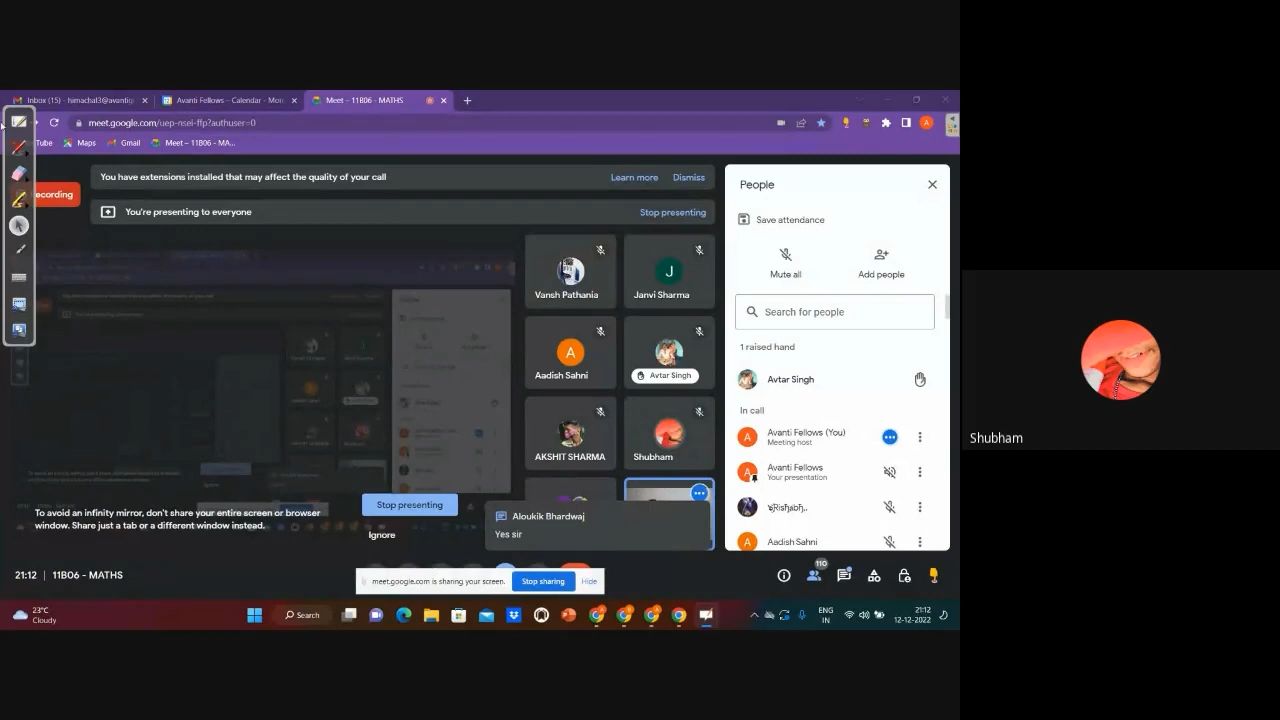 Inbox (15) - himachal3@avanti
Avanti Fellows - Calendar - Mo
Meet – 11B06 - MATHS
meet.google.com/uep-nsei-ffp?authuser=0
Tube
Maps
Gmail
Meet – 11B06 - MA...
ecording
You have extensions installed that may affect the quality of your call
Learn more
Dismiss
You're presenting to everyone
Stop presenting
Vansh Pathania
J
Janvi Sharma
A
Aadish Sahni
Avtar Singh
AKSHIT SHARMA
Shubham
To avoid an infinity mirror, don't share your entire screen or browser
window. Share just a tab or a different window instead.
Stop presenting
Ignore
Aloukik Bhardwaj
Yes sir
People
Save attendance
Mute all
Add people
Search for people
1 raised hand
Avtar Singh
In call
A
Avanti Fellows (You)
Meeting host
A
Avanti Fellows
Your presentation
A
Aadish Sahni
21:12 | 11B06 - MATHS
meet.google.com is sharing your screen.
Stop sharing
Hide
110
23°C
Cloudy
Search
ENG
IN
21:12
12-12-2022
Shubham